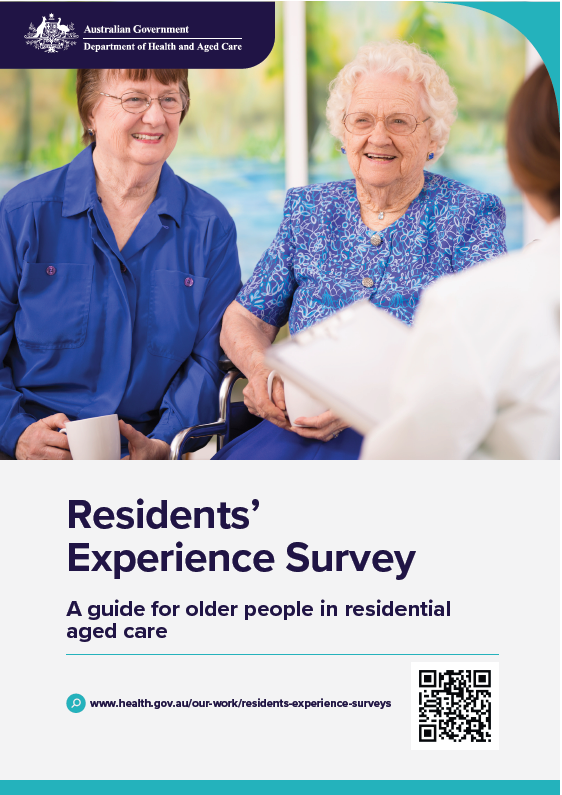 Australian Government
Department of Health and Aged Care
Residents’
Experience Survey
A guide for older people in residential
aged care
www.health.gov.au/our-work/residents-experience-surveys